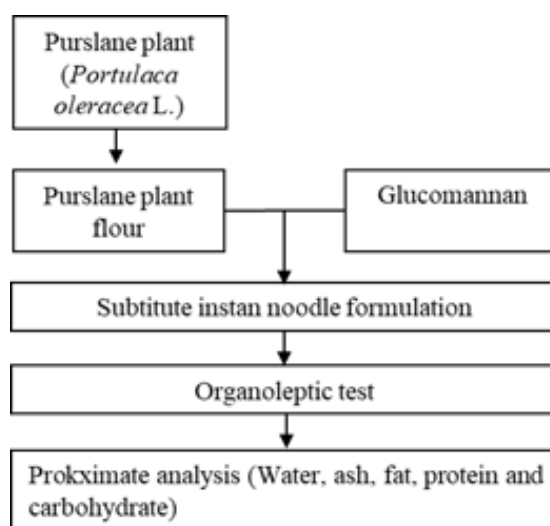 Purslane plant
(Portulaca
oleracea L.)
Purslane plant
flour
Glucomannan
Subtitute instan noodle formulation
Organoleptic test
Prokximate analysis (Water, ash, fat, protein and
carbohydrate)